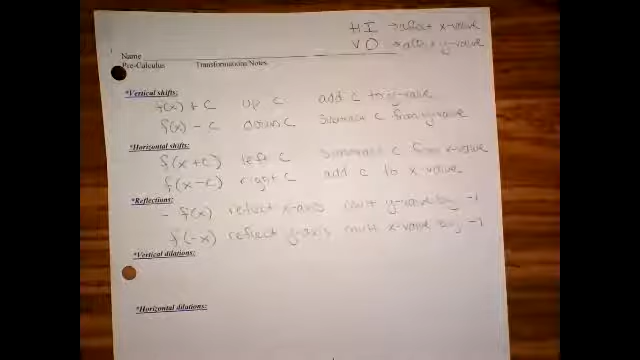 HI → affect x-value
VO → affect y-value
Name
Pre-Calculus Transformations Notes
*Vertical shifts:
f(x) + C up C add C to y-value
f(x) - C down C subtract C from y-value
*Horizontal shifts:
f(x+c) left C subtract C from x-value
f(x-c) right C add C to x-value
*Reflections:
- f(x) reflect x-axis mult y-value by -1
f(-x) reflect y-axis mult x-value by -1
*Vertical dilations:
*Horizontal dilations: